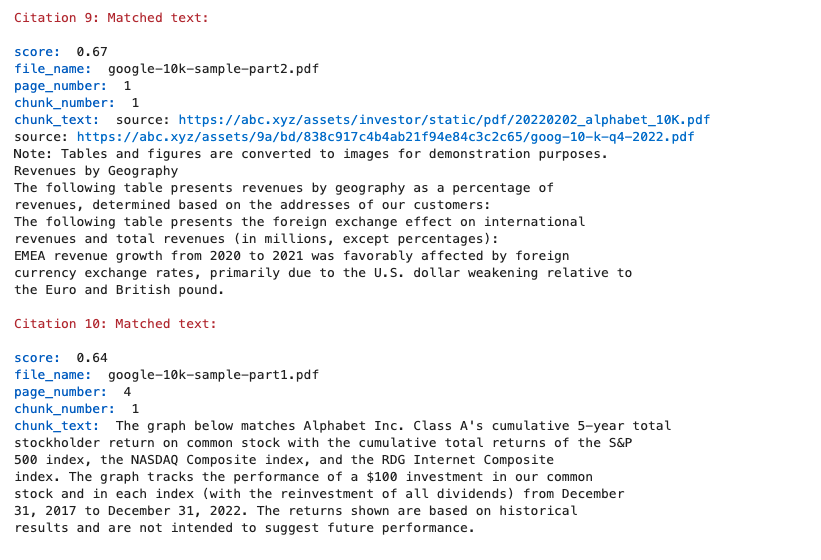 Citation 9: Matched text:
score: 0.67
file_name: google-10k-sample-part2.pdf
page_number: 1
chunk_number: 1
chunk_text: source: https://abc.xyz/assets/investor/static/pdf/20220202_alphabet_10K.pdf
source: https://abc.xyz/assets/9a/bd/838c917c4b4ab21f94e84c3c2c65/goog-10-k-q4-2022.pdf
Note: Tables and figures are converted to images for demonstration purposes.
Revenues by Geography
The following table presents revenues by geography as a percentage of
revenues, determined based on the addresses of our customers:
The following table presents the foreign exchange effect on international
revenues and total revenues (in millions, except percentages):
EMEA revenue growth from 2020 to 2021 was favorably affected by foreign
currency exchange rates, primarily due to the U.S. dollar weakening relative to
the Euro and British pound.
Citation 10: Matched text:
score: 0.64
file_name: google-10k-sample-part1.pdf
page_number: 4
chunk_number: 1
chunk_text: The graph below matches Alphabet Inc. Class A's cumulative 5-year total
stockholder return on common stock with the cumulative total returns of the S&P
500 index, the NASDAQ Composite index, and the RDG Internet Composite
index. The graph tracks the performance of a $100 investment in our common
stock and in each index (with the reinvestment of all dividends) from December
31, 2017 to December 31, 2022. The returns shown are based on historical
results and are not intended to suggest future performance.